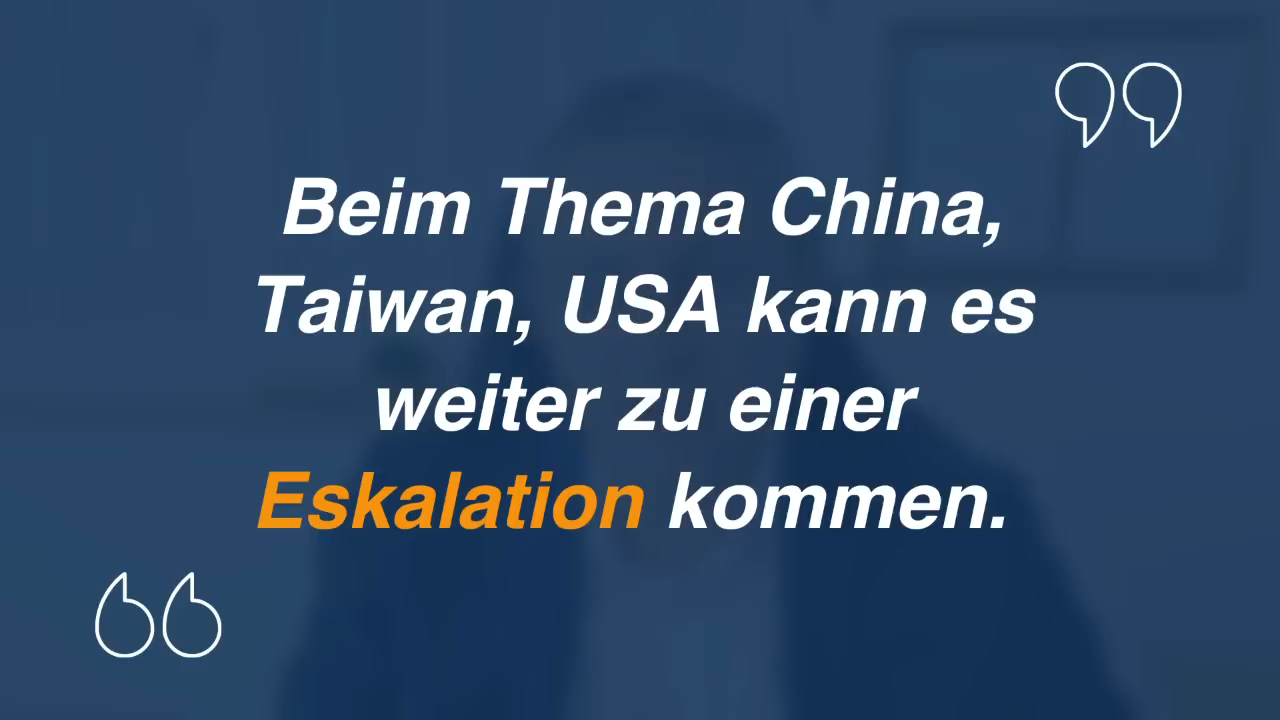 Beim Thema China,
Taiwan, USA kann es
weiter zu einer
Eskalation kommen.